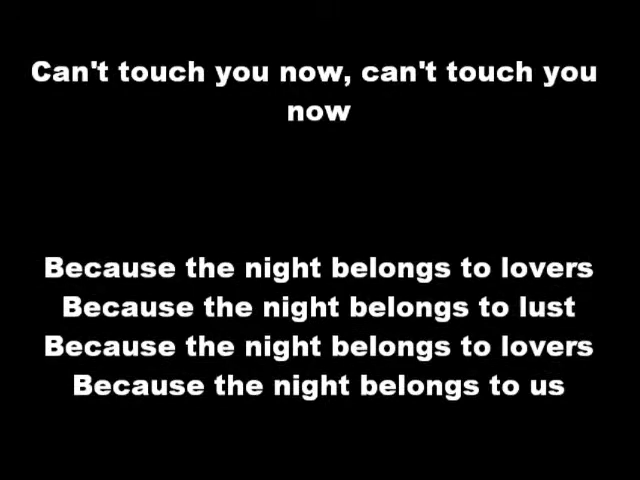 Can't touch you now, can't touch you
now
Because the night belongs to lovers
Because the night belongs to lust
Because the night belongs to lovers
Because the night belongs to us